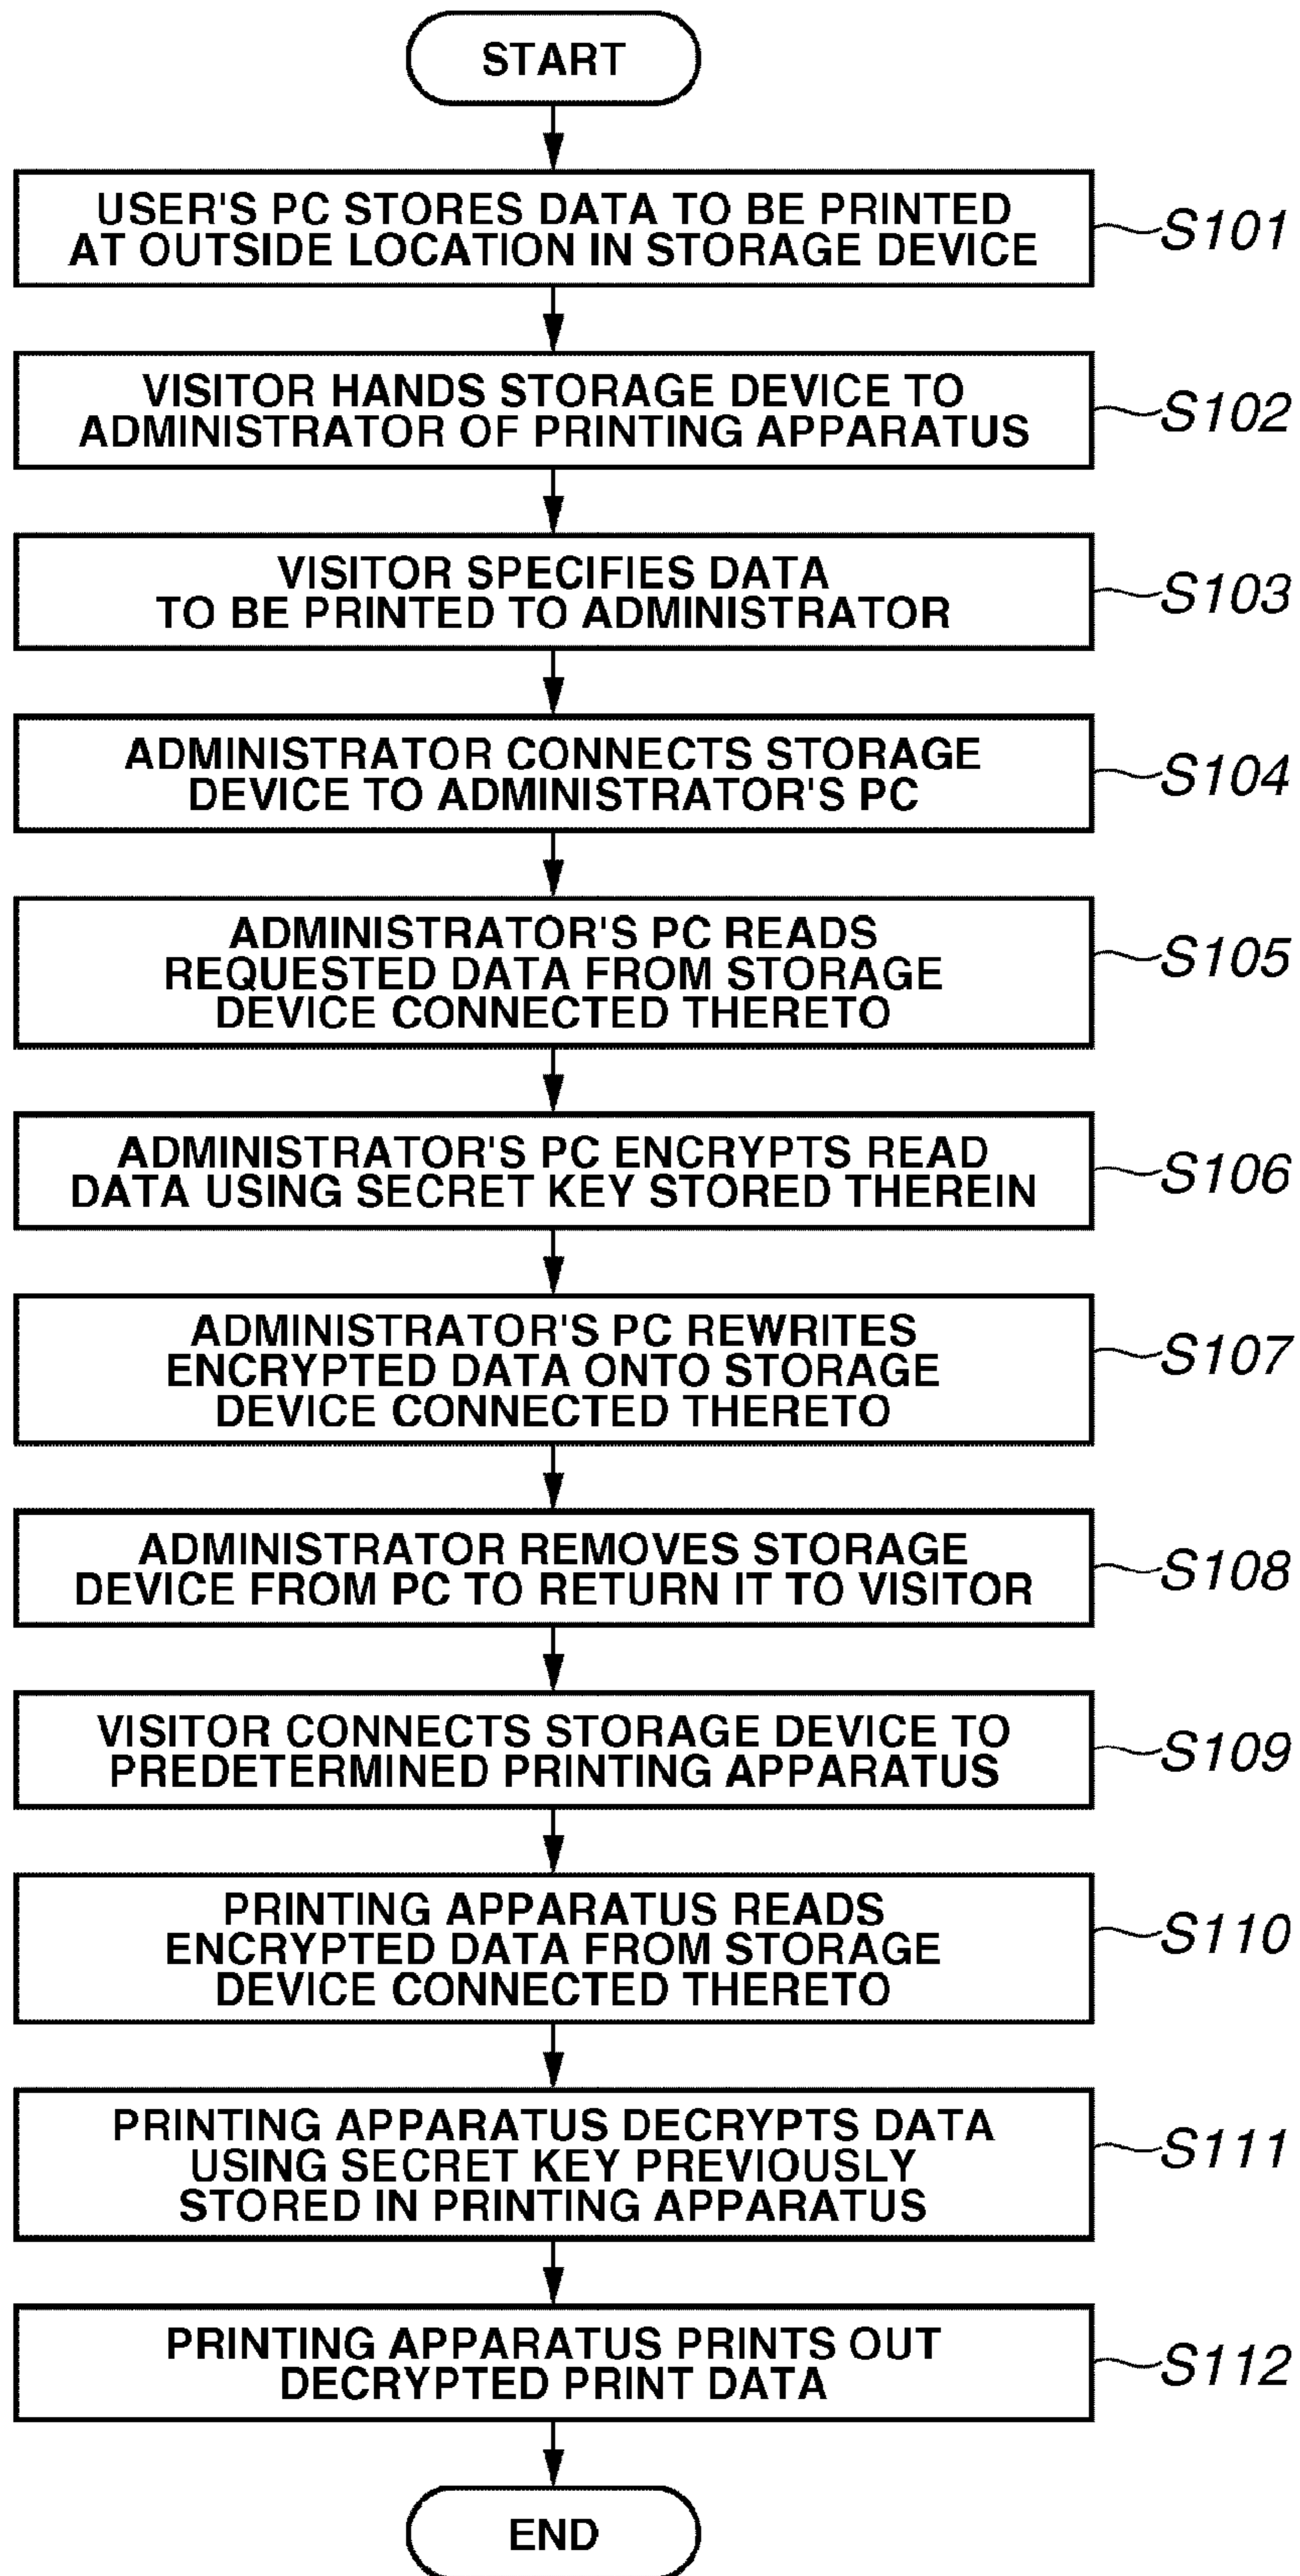 START
USER'S PC STORES DATA TO BE PRINTED
AT OUTSIDE LOCATION IN STORAGE DEVICE
S101
VISITOR HANDS STORAGE DEVICE TO
ADMINISTRATOR OF PRINTING APPARATUS
S102
VISITOR SPECIFIES DATA
TO BE PRINTED TO ADMINISTRATOR
S103
ADMINISTRATOR CONNECTS STORAGE
DEVICE TO ADMINISTRATOR'S PC
S104
ADMINISTRATOR'S PC READS
REQUESTED DATA FROM STORAGE
DEVICE CONNECTED THERETO
S105
ADMINISTRATOR'S PC ENCRYPTS READ
DATA USING SECRET KEY STORED THEREIN
S106
ADMINISTRATOR'S PC REWRITES
ENCRYPTED DATA ONTO STORAGE
DEVICE CONNECTED THERETO
S107
ADMINISTRATOR REMOVES STORAGE
DEVICE FROM PC TO RETURN IT TO VISITOR
S108
VISITOR CONNECTS STORAGE DEVICE TO
PREDETERMINED PRINTING APPARATUS
S109
PRINTING APPARATUS READS
ENCRYPTED DATA FROM STORAGE
DEVICE CONNECTED THERETO
S110
PRINTING APPARATUS DECRYPTS DATA
USING SECRET KEY PREVIOUSLY
STORED IN PRINTING APPARATUS
S111
PRINTING APPARATUS PRINTS OUT
DECRYPTED PRINT DATA
S112
END